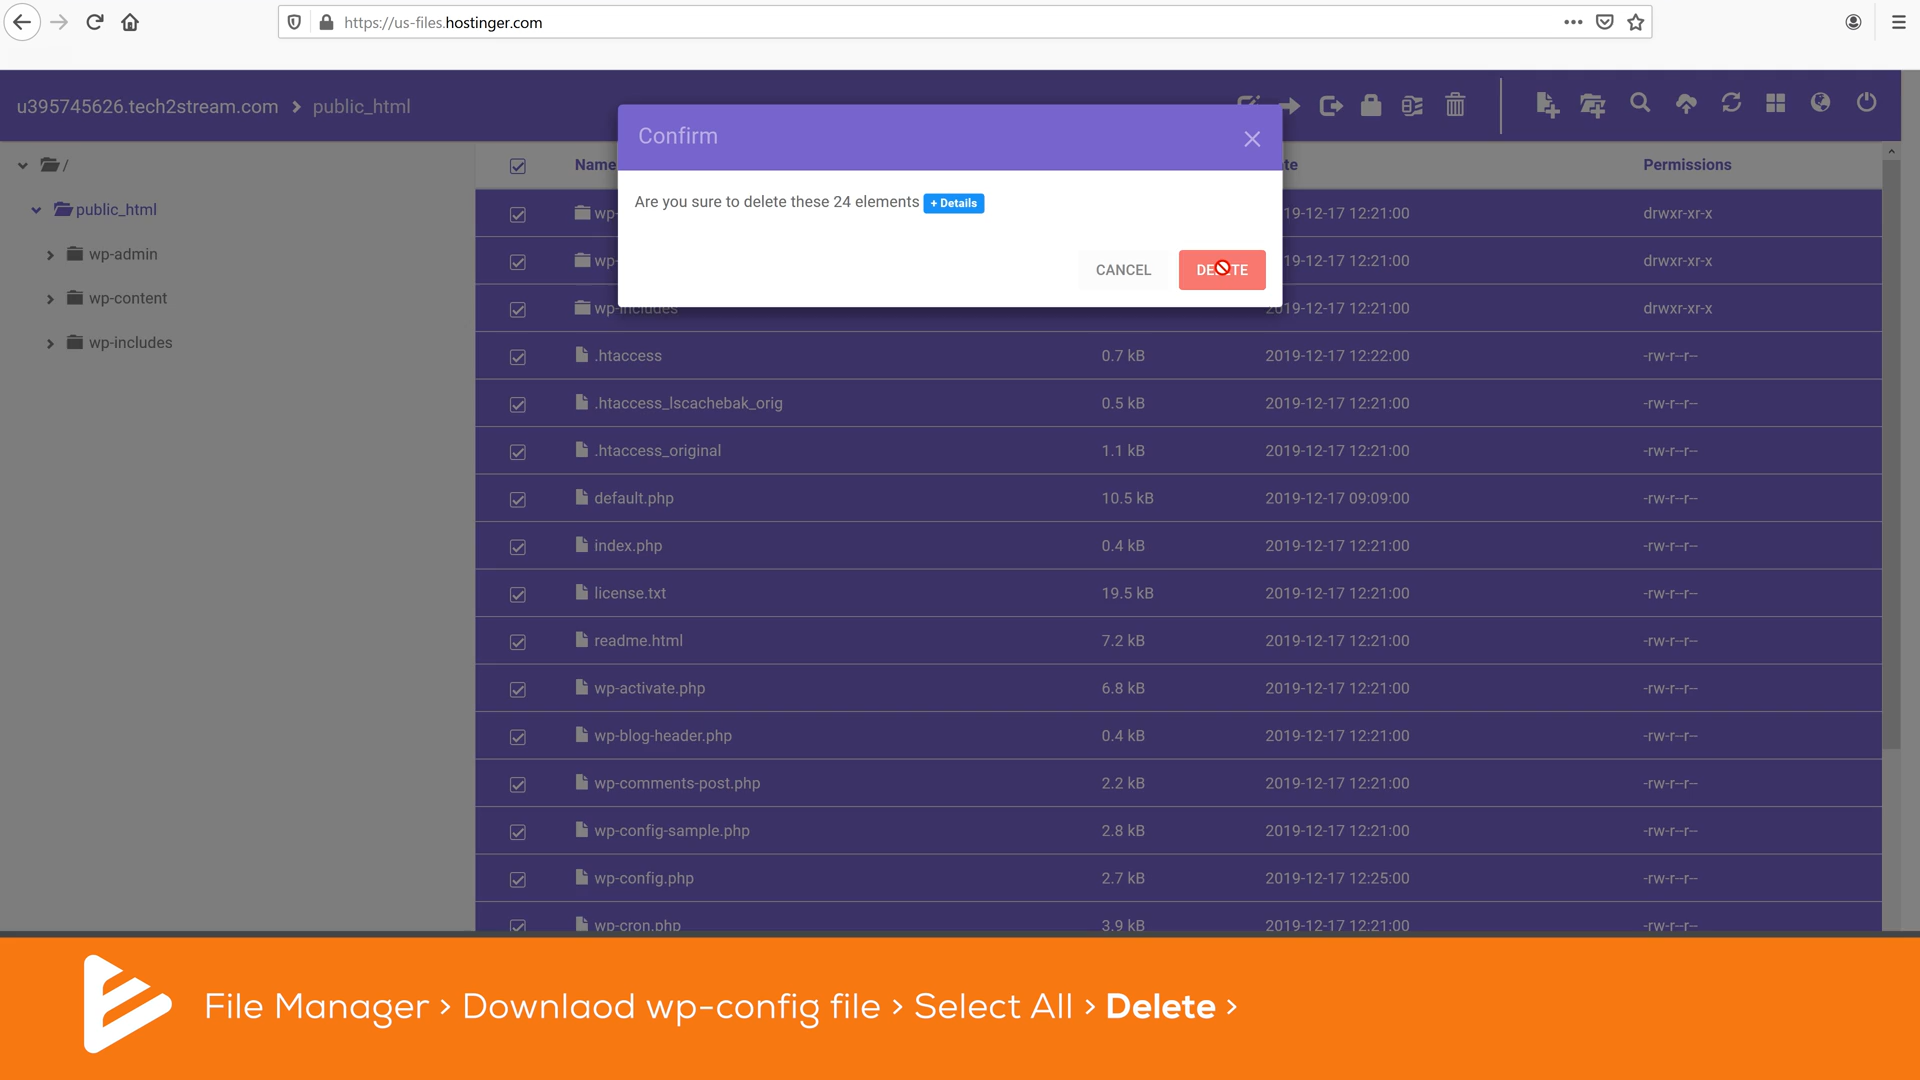 https://us-files.hostinger.com
u395745626.tech2stream.com > public_html
Confirm
Are you sure to delete these 24 elements + Details
CANCEL
/
public_html
wp-admin
wp-content
wp-includes
Name Permissions
wp- 19-12-17 12:21:00 drwxr-xr-x
wp- 19-12-17 12:21:00 drwxr-xr-x
wp-includes 2019-12-17 12:21:00 drwxr-xr-x
.htaccess 0.7 kB 2019-12-17 12:22:00 -rw-r--r--
.htaccess_lscachebak_orig 0.5 kB 2019-12-17 12:21:00 -rw-r--r--
.htaccess_original 1.1 kB 2019-12-17 12:21:00 -rw-r--r--
default.php 10.5 kB 2019-12-17 09:09:00 -rw-r--r--
index.php 0.4 kB 2019-12-17 12:21:00 -rw-r--r--
license.txt 19.5 kB 2019-12-17 12:21:00 -rw-r--r--
readme.html 7.2 kB 2019-12-17 12:21:00 -rw-r--r--
wp-activate.php 6.8 kB 2019-12-17 12:21:00 -rw-r--r--
wp-blog-header.php 0.4 kB 2019-12-17 12:21:00 -rw-r--r--
wp-comments-post.php 2.2 kB 2019-12-17 12:21:00 -rw-r--r--
wp-config-sample.php 2.8 kB 2019-12-17 12:21:00 -rw-r--r--
wp-config.php 2.7 kB 2019-12-17 12:25:00 -rw-r--r--
wp-cron.php 3.9 kB 2019-12-17 12:21:00 -rw-r--r--
File Manager > Downlaod wp-config file > Select All > Delete >